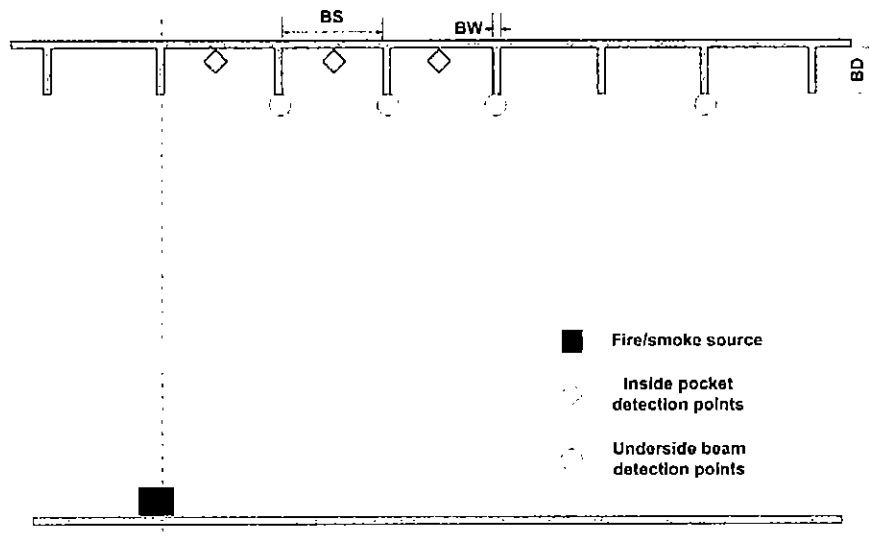 BS
BW
BD
Fire/smoke source
Inside pocket
detection points
Underside beam
detection points